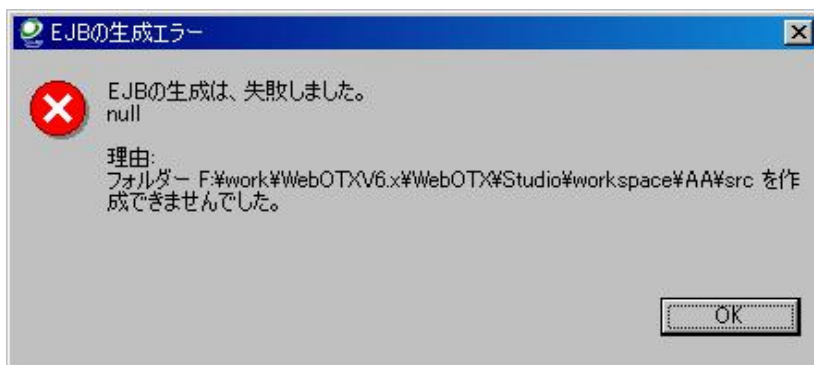 EJBの生成エラー
EJBの生成は、失敗しました。
null
理由:
フォルダー F:¥work¥WebOTXV6.x¥WebOTX¥Studio¥workspace¥AA¥src を作
成できませんでした。
OK